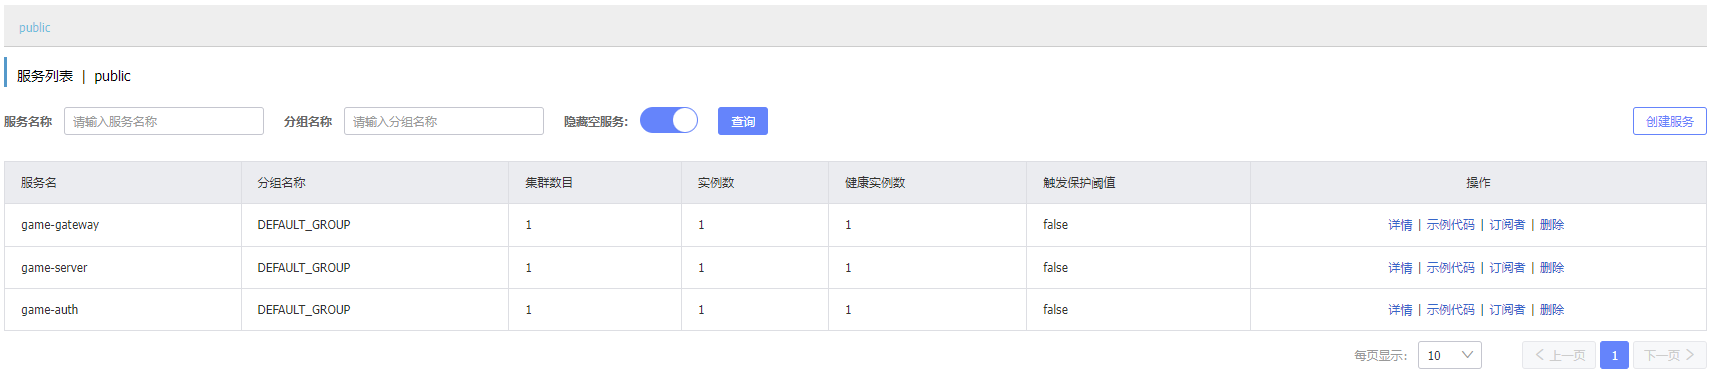 public
服务列表 | public
服务名称 请输入服务名称 分组名称 请输入分组名称 隐藏空服务: 查询 创建服务
服务名 分组名称 集群数目 实例数 健康实例数 触发保护阈值 操作
game-gateway DEFAULT_GROUP 1 1 1 false 详情 | 示例代码 | 订阅者 | 删除
game-server DEFAULT_GROUP 1 1 1 false 详情 | 示例代码 | 订阅者 | 删除
game-auth DEFAULT_GROUP 1 1 1 false 详情 | 示例代码 | 订阅者 | 删除
每页显示: 10 上一页 1 下一页